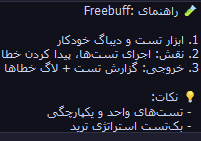 🧪 راهنمای Freebuff:
1. ابزار تست و دیباگ خودکار
2. نقش: اجرای تست‌ها، پیدا کردن خطا
3. خروجی: گزارش تست + لاگ خطاها
💡 نکات:
- تست‌های واحد و یکپارچگی
- بک‌تست استراتژی ترید